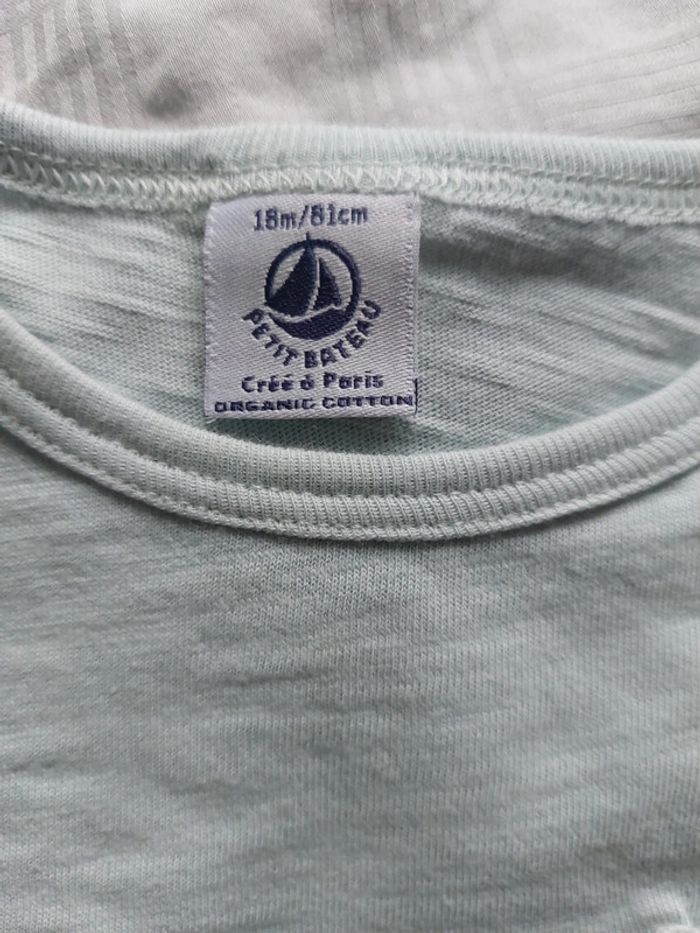 18m/81cm
PETIT BATEAU
Créé à Paris
ORGANIC COTTON